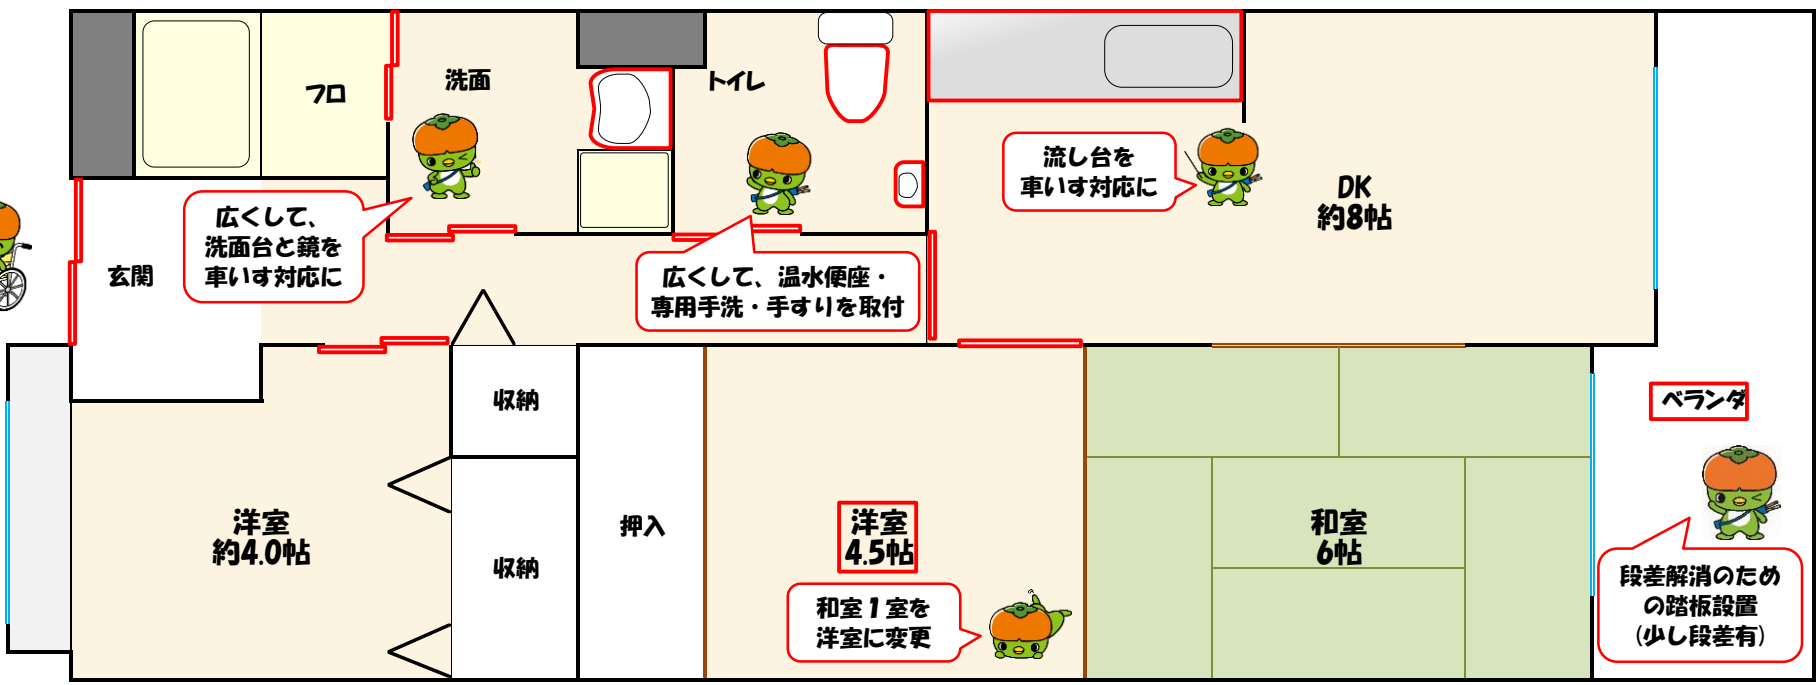 フロ
洗面
トイレ
流し台を
車いす対応に
DK
約8帖
広くして、
洗面台と鏡を
車いす対応に
玄関
広くして、温水便座・
専用手洗・手すりを取付
収納
ベランダ
洋室
約4.0帖
収納
押入
洋室
4.5帖
和室
6帖
和室1室を
洋室に変更
段差解消のため
の踏板設置
(少し段差有)